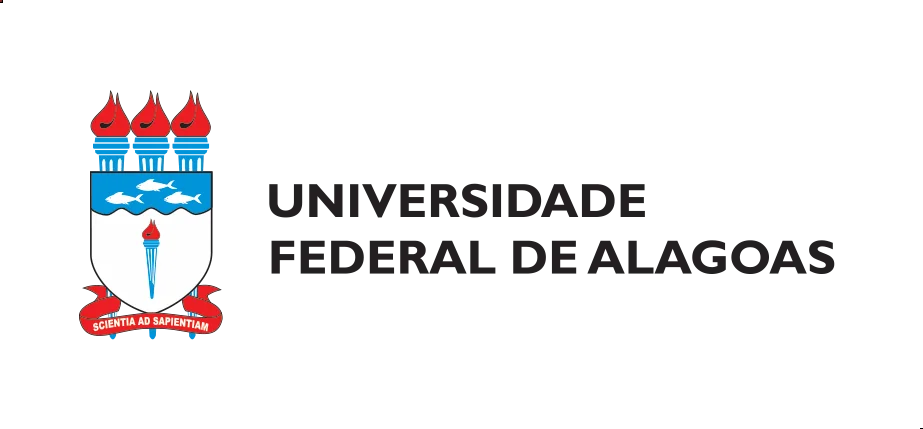 UNIVERSIDADE
FEDERAL DE ALAGOAS
SCIENTIA AD SAPIENTIAM